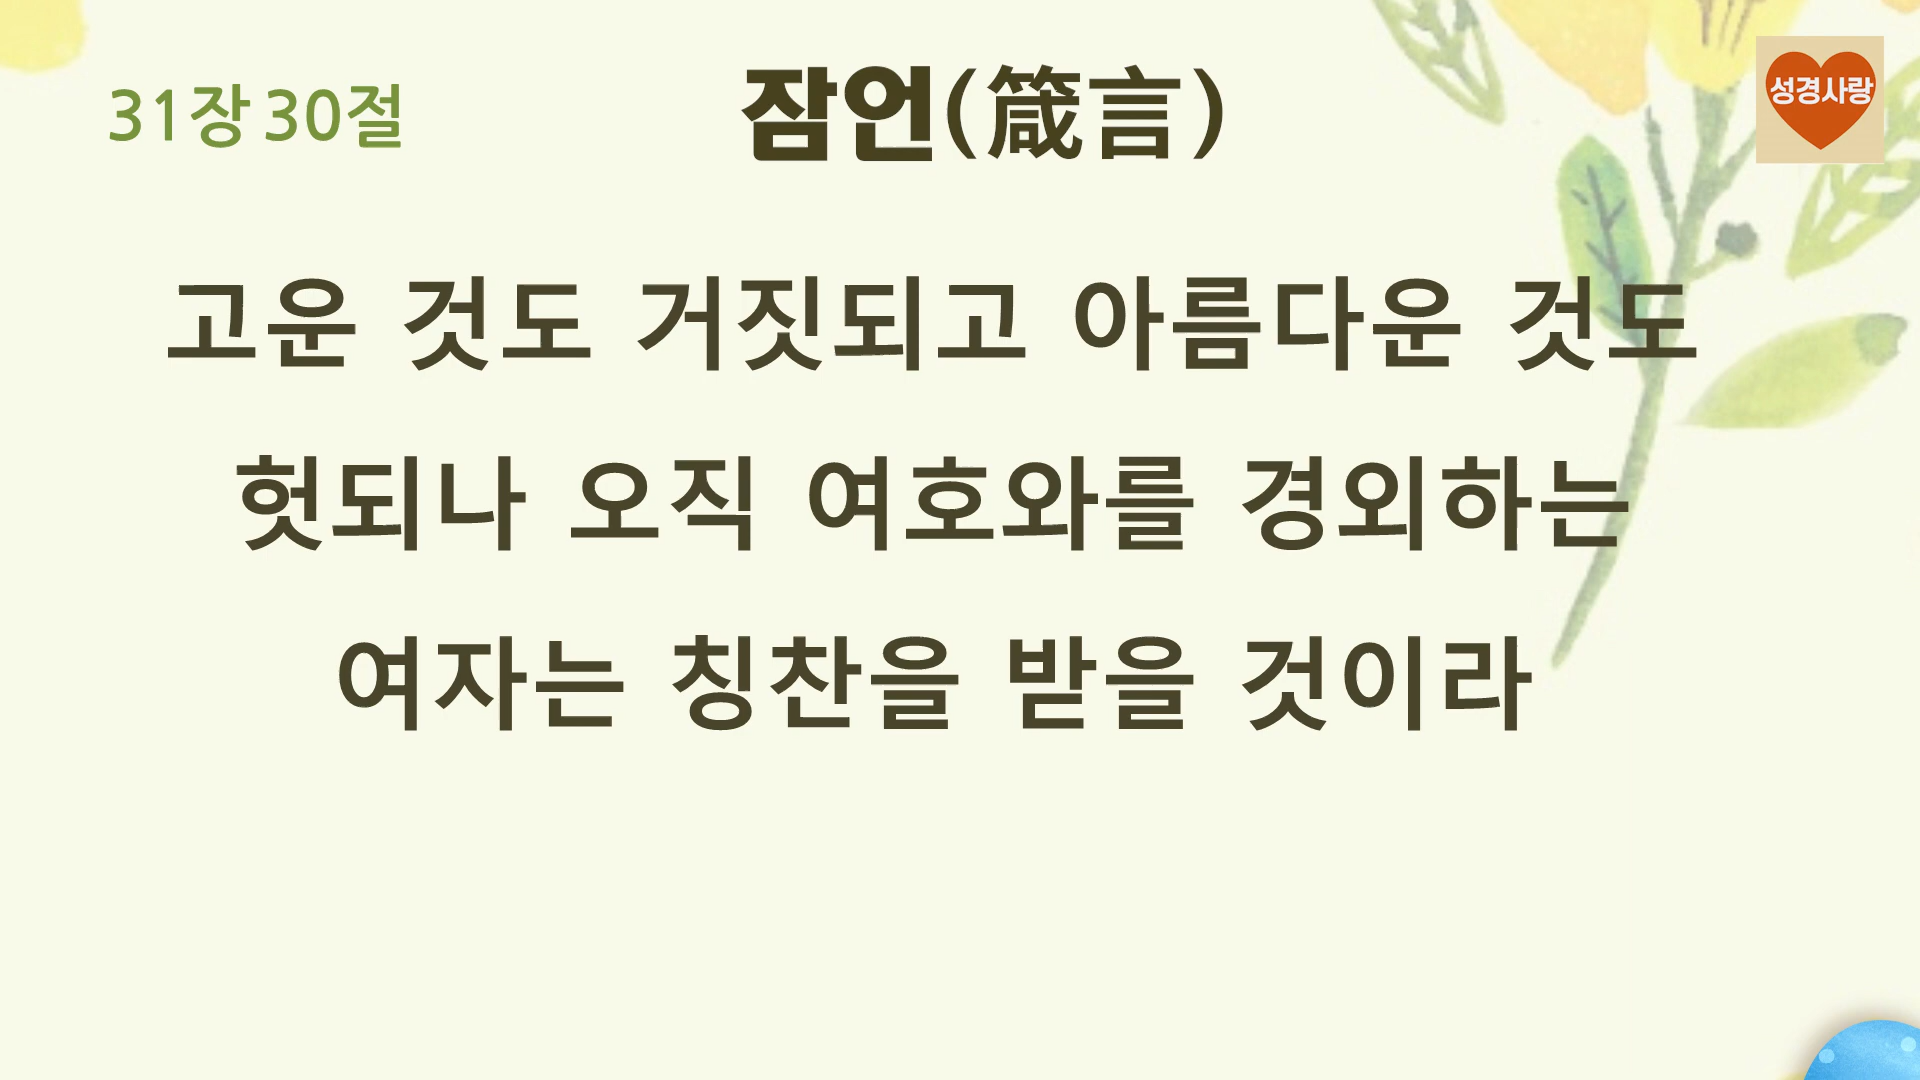 31장 30절
잠언(箴言)
성경사랑
고운 것도 거짓되고 아름다운 것도
헛되나 오직 여호와를 경외하는
여자는 칭찬을 받을 것이라